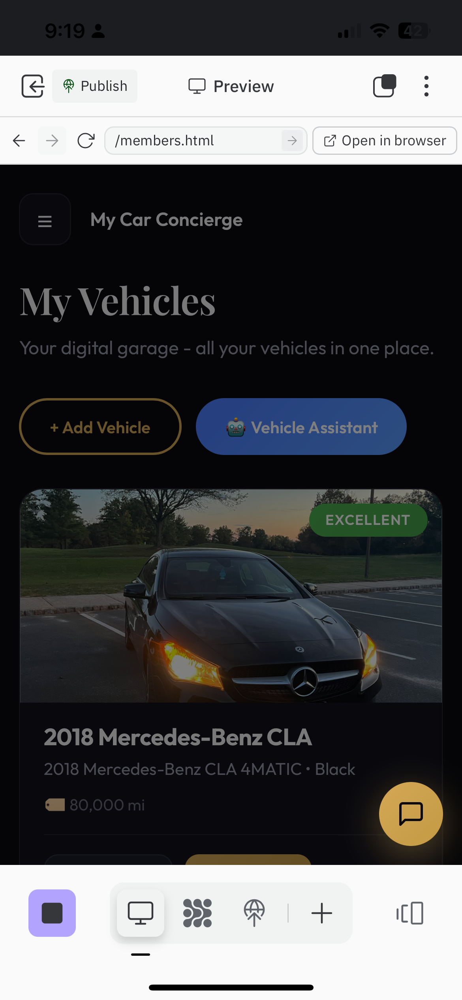 9:19
42
Publish
Preview
/members.html
Open in browser
My Car Concierge
My Vehicles
Your digital garage - all your vehicles in one place.
+ Add Vehicle
🤖 Vehicle Assistant
EXCELLENT
2018 Mercedes-Benz CLA
2018 Mercedes-Benz CLA 4MATIC • Black
80,000 mi